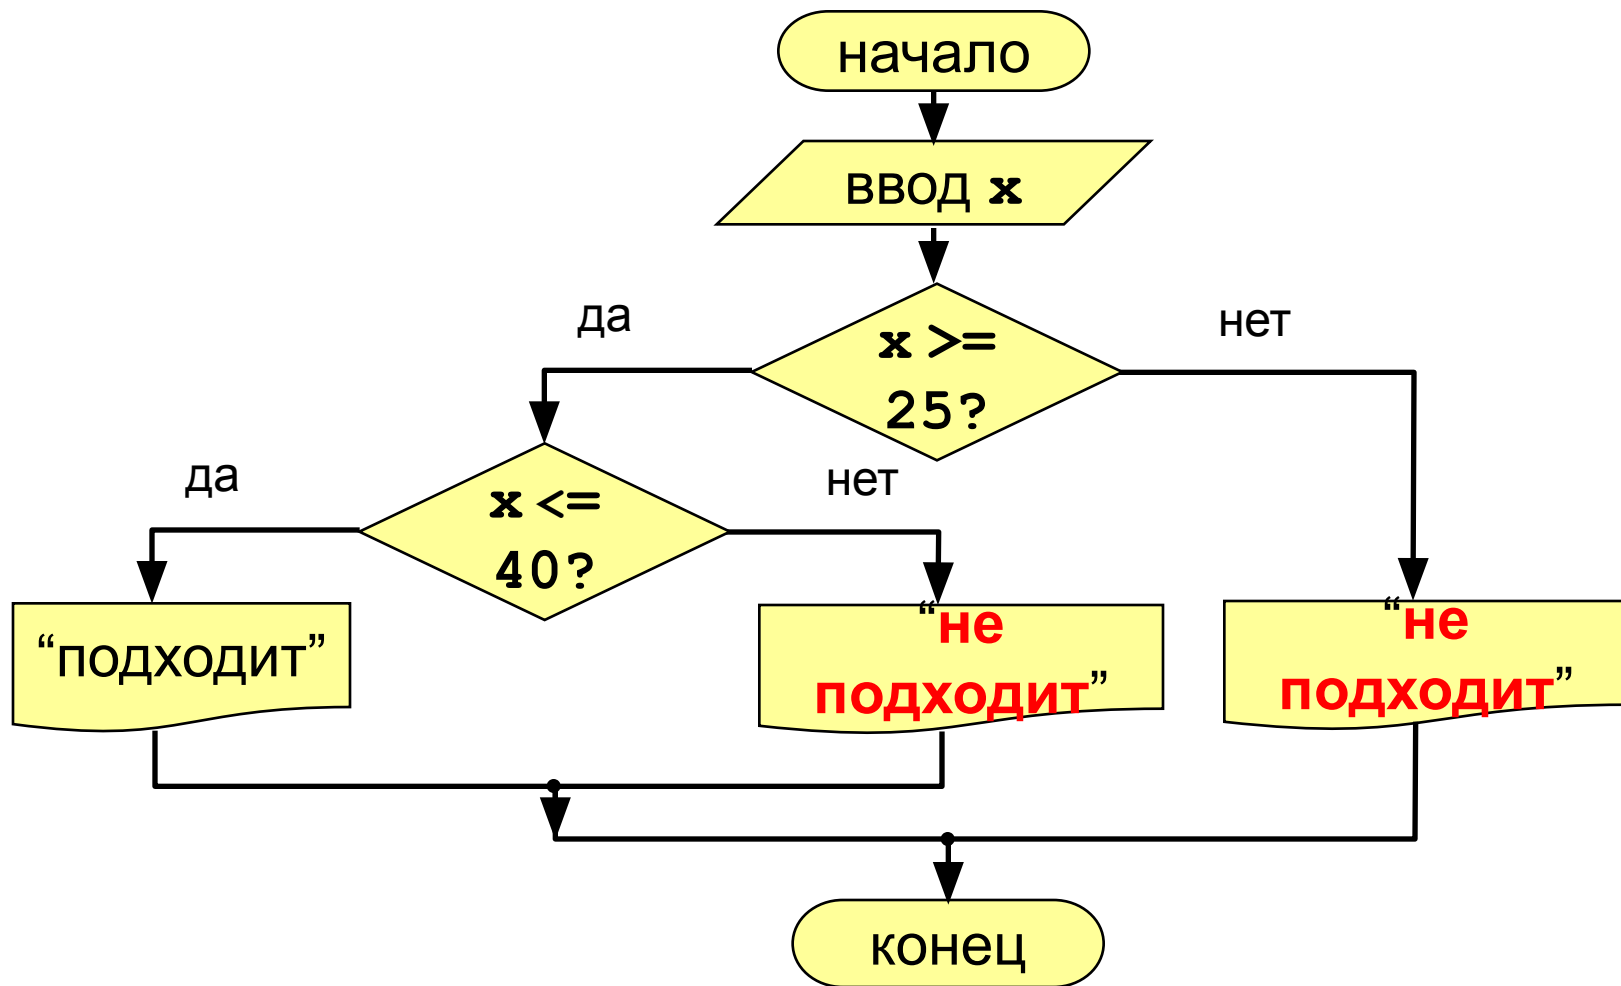 начало
ввод x
да
нет
x >=
25?
да
нет
x <=
40?
“подходит”
“не
подходит”
“не
подходит”
конец